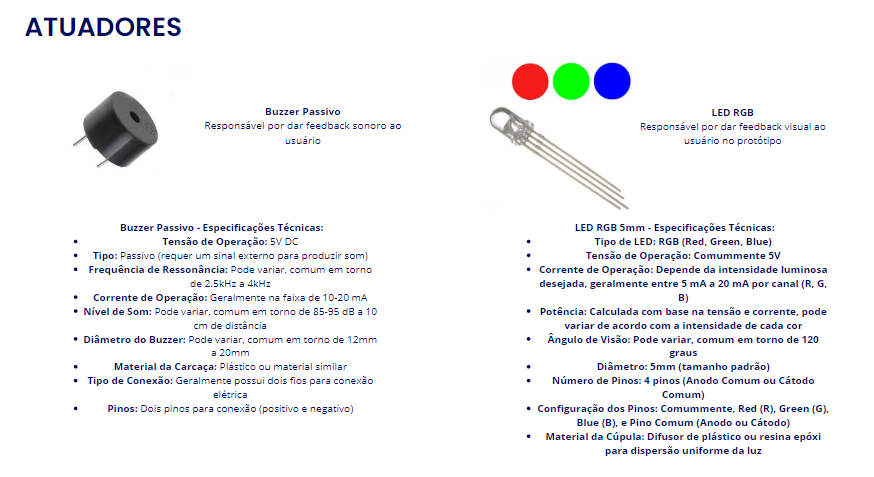 ATUADORES
Buzzer Passivo
Responsável por dar feedback sonoro ao
usuário
LED RGB
Responsável por dar feedback visual ao
usuário no protótipo
Buzzer Passivo - Especificações Técnicas:
• Tensão de Operação: 5V DC
• Tipo: Passivo (requer um sinal externo para produzir som)
• Frequência de Ressonância: Pode variar, comum em torno
de 2.5kHz a 4kHz
• Corrente de Operação: Geralmente na faixa de 10-20 mA
• Nível de Som: Pode variar, comum em torno de 85-95 dB a 10
cm de distância
• Diâmetro do Buzzer: Pode variar, comum em torno de 12mm
a 20mm
• Material da Carcaça: Plástico ou material similar
• Tipo de Conexão: Geralmente possui dois fios para conexão
elétrica
• Pinos: Dois pinos para conexão (positivo e negativo)
LED RGB 5mm - Especificações Técnicas:
• Tipo de LED: RGB (Red, Green, Blue)
• Tensão de Operação: Comummente 5V
• Corrente de Operação: Depende da intensidade luminosa
desejada, geralmente entre 5 mA a 20 mA por canal (R, G,
B)
• Potência: Calculada com base na tensão e corrente, pode
variar de acordo com a intensidade de cada cor
• Ângulo de Visão: Pode variar, comum em torno de 120
graus
• Diâmetro: 5mm (tamanho padrão)
• Número de Pinos: 4 pinos (Anodo Comum ou Cátodo
Comum)
• Configuração dos Pinos: Comummente, Red (R), Green (G),
Blue (B), e Pino Comum (Anodo ou Cátodo)
• Material da Cúpula: Difusor de plástico ou resina epóxi
para dispersão uniforme da luz